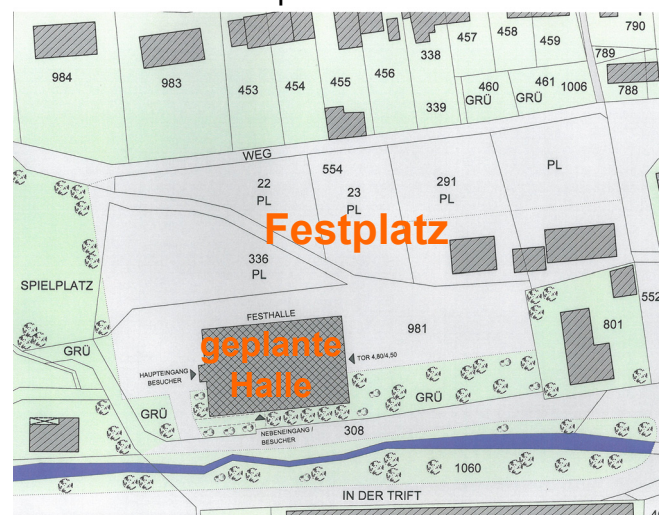 790
457
458
459
338
984
983
789
788
453
454
455
456
460
GRÜ
461
GRÜ
1006
339
WEG
554
22
PL
23
PL
291
PL
PL
Festplatz
336
PL
SPIELPLATZ
552
FESTHALLE
981
801
geplante
Halle
TOR 4,80/4,50
GRÜ
HAUPTEINGANG
BESUCHER
GRÜ
GRÜ
NEBENEINGANG /
BESUCHER
308
1060
IN DER TRIFT